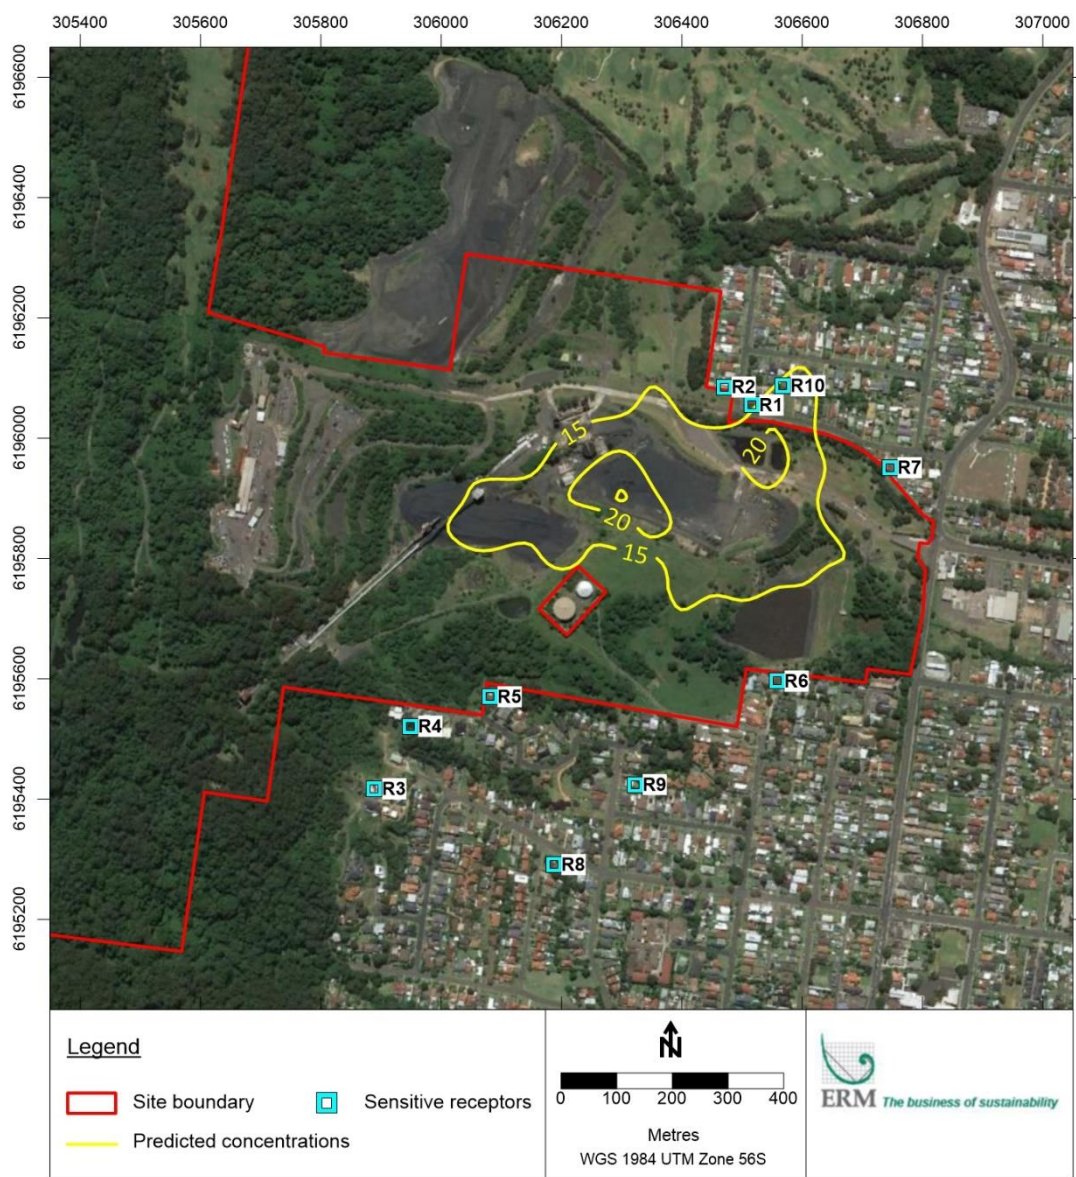 305400 305600 305800 306000 306200 306400 306600 306800 307000
6196600
6196400
6196200
6196000
6195800
6195600
6195400
6195200
R2
R10
R1
15
20
R7
20
15
R6
R5
R4
R9
R3
R8
Legend
Site boundary
Sensitive receptors
Predicted concentrations
N
0 100 200 300 400
Metres
WGS 1984 UTM Zone 56S
ERM The business of sustainability